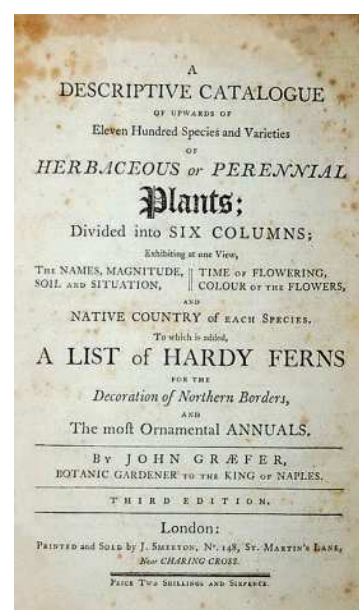 A
DESCRIPTIVE CATALOGUE
OF UPWARDS OF
Eleven Hundred Species and Varieties
OF
HERBACEOUS or PERENNIAL
Plants;
Divided into SIX COLUMNS;
Exhibiting at one View,
THE NAMES, MAGNITUDE, || TIME OF FLOWERING,
SOIL AND SITUATION, || COLOUR OF THE FLOWERS,
AND
NATIVE COUNTRY OF EACH SPECIES.
To which is added,
A LIST of HARDY FERNS
FOR THE
Decoration of Northern Borders,
AND
The moſt Ornamental ANNUALS.
BY JOHN GRÆFER,
BOTANIC GARDENER TO THE KING OF NAPLES.
THIRD EDITION.
London:
PRINTED and SOLD by J. SMEETON, Nº. 148, ST. MARTIN'S LANE,
Near CHARING CROSS.
PRICE TWO SHILLINGS AND SIXPENCE.